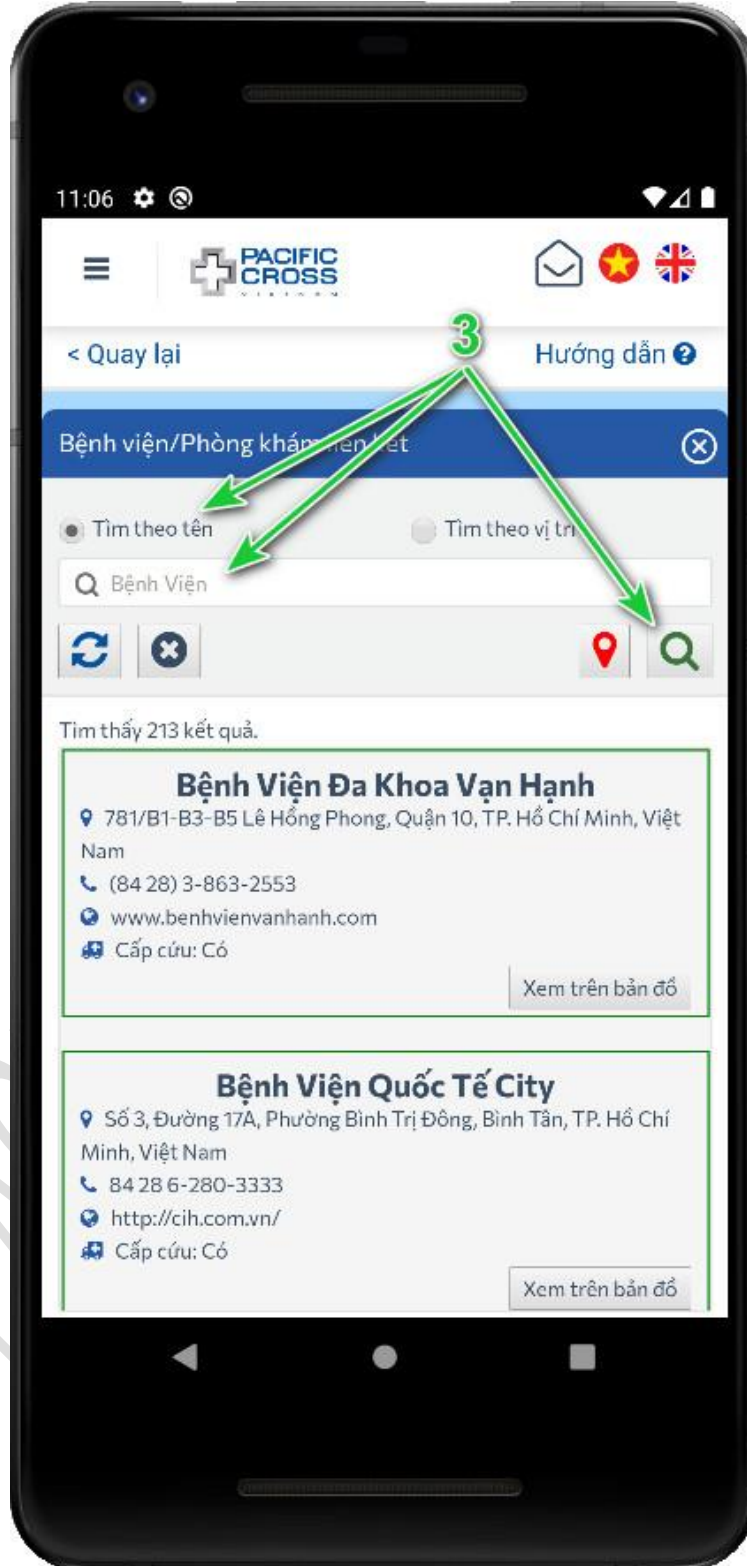 11:06
PACIFIC
CROSS
VIETNAM
3
< Quay lại
Hướng dẫn
Bệnh viện/Phòng khám liên kết
Tìm theo tên
Tìm theo vị trí
Bệnh Viện
Tìm thấy 213 kết quả.
Bệnh Viện Đa Khoa Vạn Hạnh
781/B1-B3-B5 Lê Hồng Phong, Quận 10, TP. Hồ Chí Minh, Việt
Nam
(84 28) 3-863-2553
www.benhvienvanhanh.com
Cấp cứu: Có
Xem trên bản đồ
Bệnh Viện Quốc Tế City
Số 3, Đường 17A, Phường Bình Trị Đông, Bình Tân, TP. Hồ Chí
Minh, Việt Nam
84 28 6-280-3333
http://cih.com.vn/
Cấp cứu: Có
Xem trên bản đồ